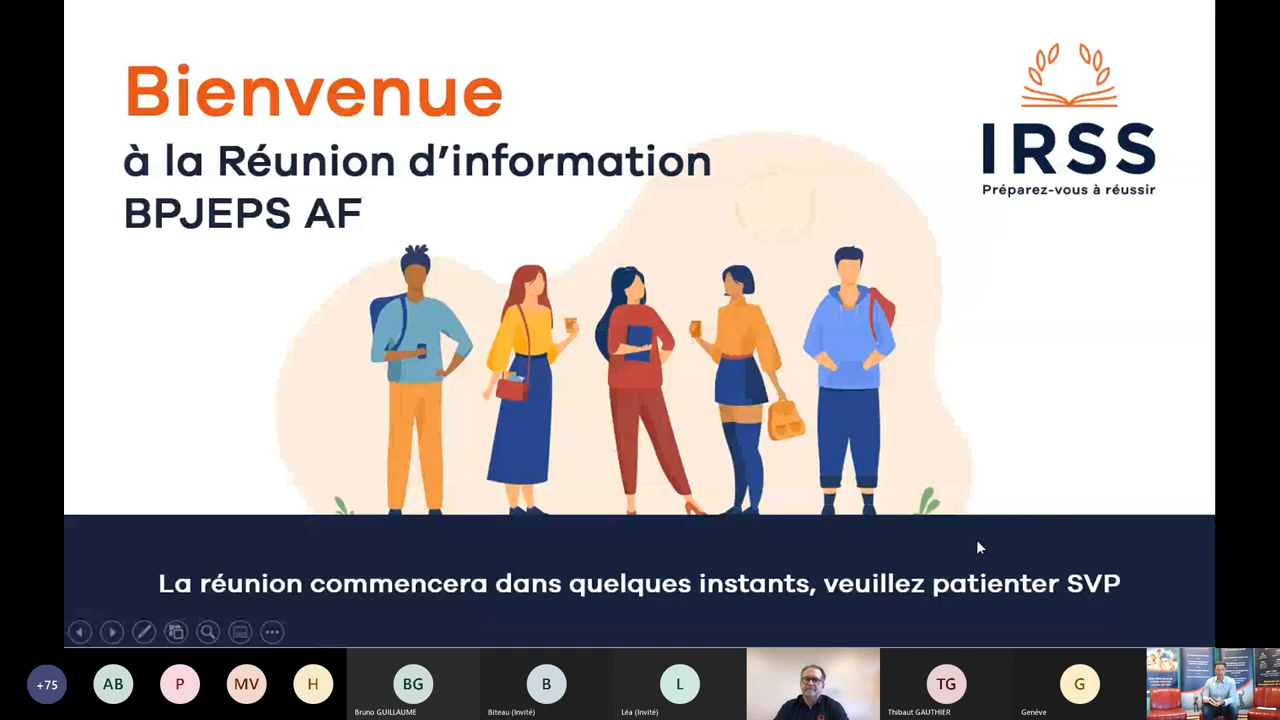 Bienvenue
à la Réunion d’information
BPJEPS AF
IRSS
Préparez-vous à réussir
La réunion commencera dans quelques instants, veuillez patienter SVP
+75
AB
P
MV
H
BG
B
L
TG
G
Bruno GUILLAUME
Biteau (Invité)
Léa (Invité)
Thibaut GAUTHIER
Genève